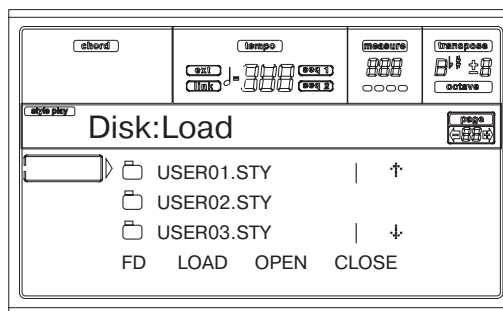 chord tempo measure transpose
ext seq 1
link seq 2
octave
style play
Disk:Load
page
USER01.STY
USER02.STY
USER03.STY
FD LOAD OPEN CLOSE